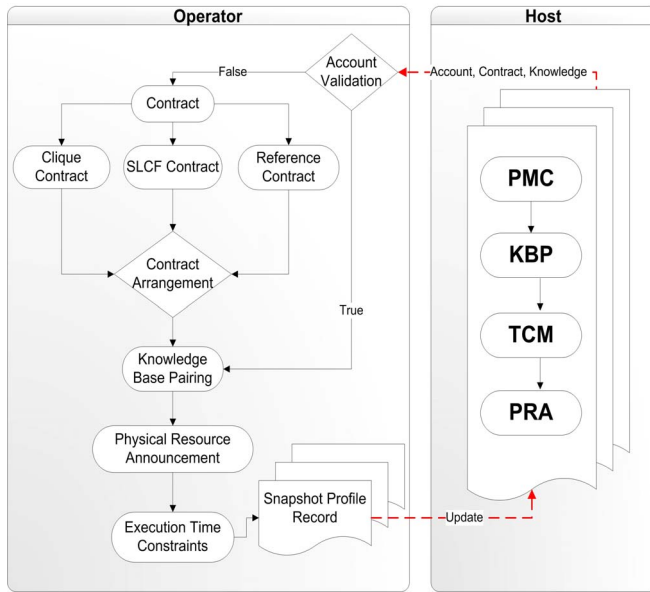 Operator
Host
Account
Validation
False
Account, Contract, Knowledge
Contract
Clique
Contract
SLCF Contract
Reference
Contract
PMC
KBP
Contract
Arrangement
True
TCM
Knowledge
Base Pairing
PRA
Physical Resource
Announcement
Snapshot Profile
Record
Update
Execution Time
Constraints